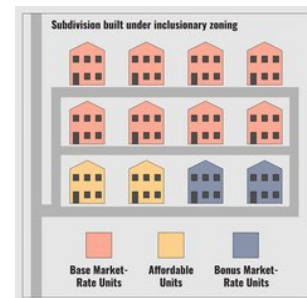 Subdivision built under inclusionary zoning
Base Market-
Rate Units
Affordable
Units
Bonus Market-
Rate Units